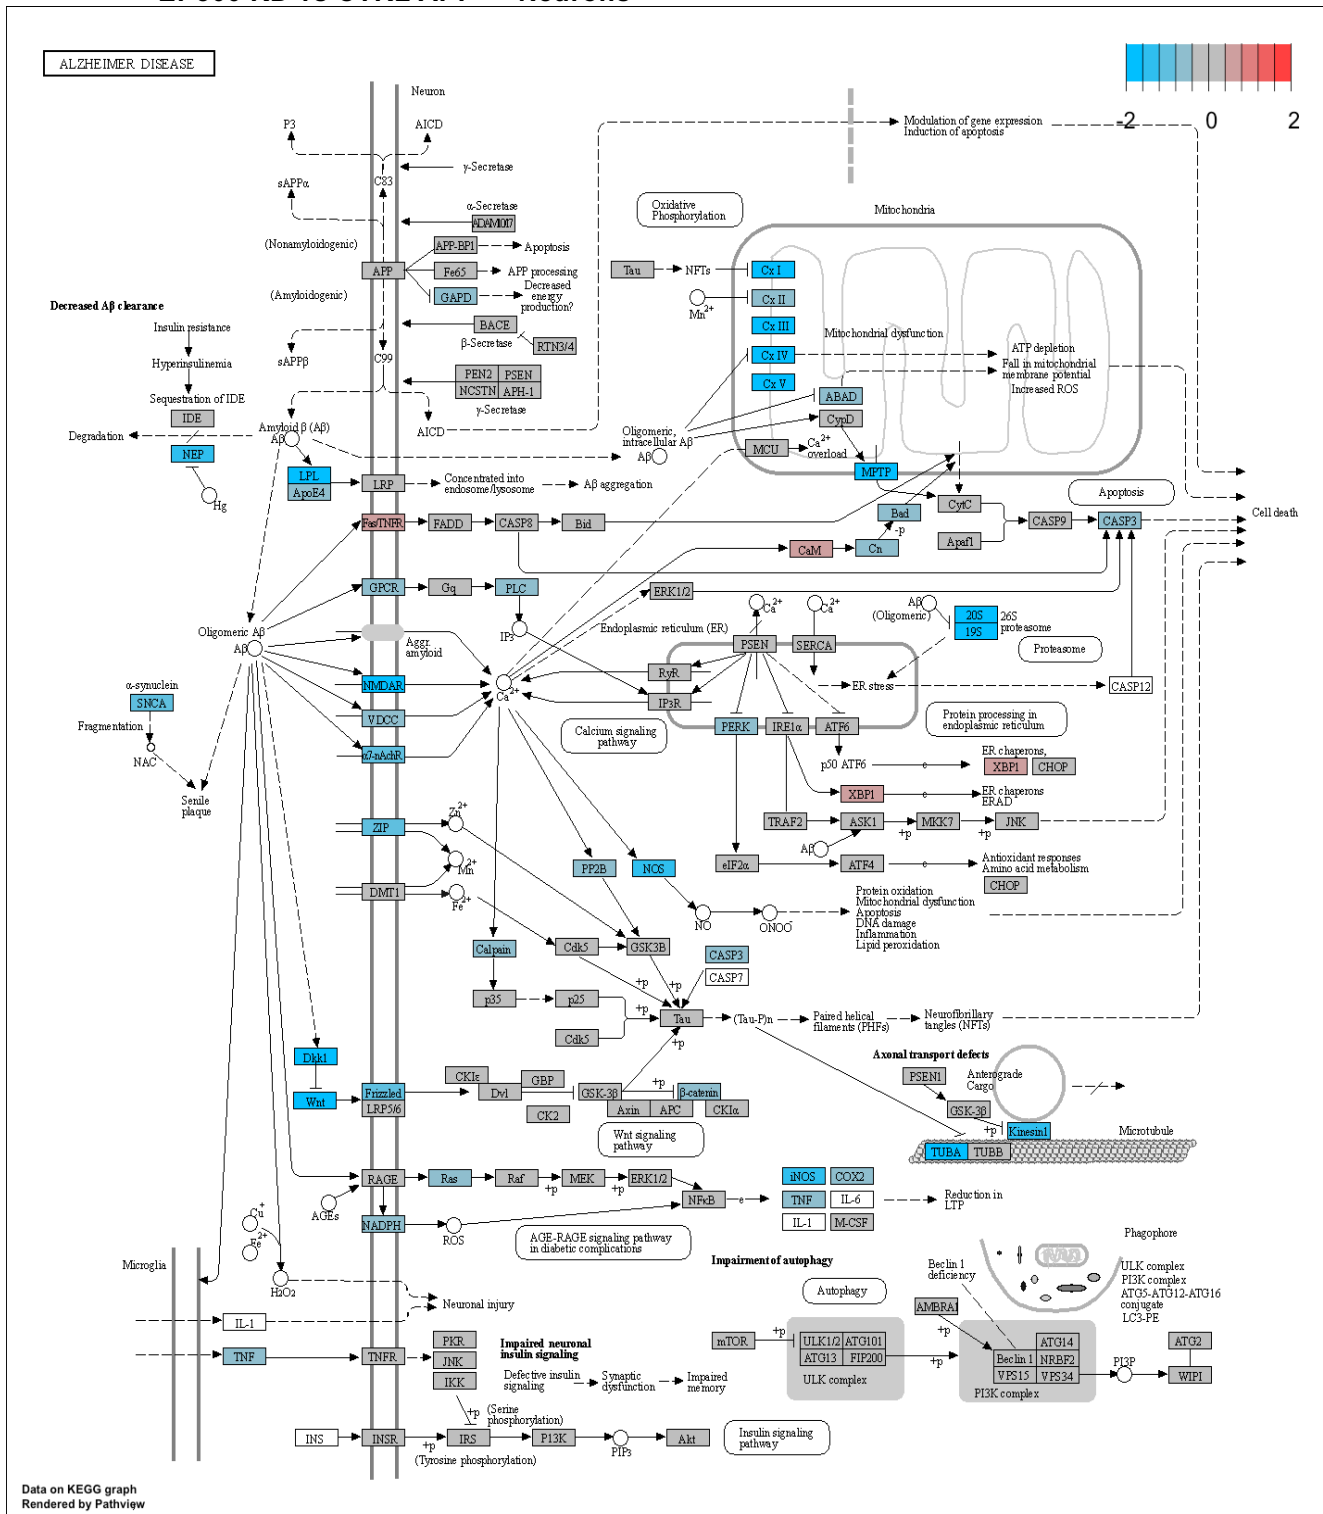 ALZHEIMER DISEASE
-2 0 2
Neuron
P3
AICD
Modulation of gene expression
Induction of apoptosis
γ-Secretase
C83
sAPPα
α-Secretase
Oxidative
Phosphorylation
Mitochondria
(Nonamyloidogenic)
APP-BP1
Apoptosis
APP
Fe65
APP processing
Tau
NFTs
Cx I
(Amyloidogenic)
GAPD
Decreased
energy
production?
Mn2+
Cx II
Decreased Aβ clearance
BACE
β-Secretase
RTN3/4
Cx III
Mitochondrial dysfunction
Insulin resistance
Hyperinsulinemia
sAPPβ
C99
Cx IV
ATP depletion
Fall in mitochondrial
membrane potential
Increased ROS
PEN2
PSEN
NCSTN
APH-1
γ-Secretase
Cx V
ABAD
Sequestration of IDE
IDE
CypD
Degradation
Amyloid β (Aβ)
Aβ
AICD
Oligomeric,
intracellular Aβ
Aβ
MCU
Ca2+
overload
NEP
Hg
LPL
ApoE4
LRP
Concentrated into
endosome/lysosome
Aβ aggregation
MPTP
Apoptosis
Fas/TNFR
FADD
CASP8
Bid
Bad
-p
CytC
CASP9
CASP3
Cell death
CaM
Cn
Apaf1
GPCR
Gq
PLC
ERK1/2
IP3
Ca2+
Ca2+
Aβ
(Oligomeric)
20S
19S
26S
proteasome
Oligomeric Aβ
Aβ
Aggr.
amyloid
Endoplasmic reticulum (ER)
PSEN
SERCA
Proteasome
α-synuclein
SNCA
NMDAR
Ca2+
RyR
IP3R
ER stress
CASP12
Fragmentation
VDCC
Calcium signaling
pathway
PERK
IRE1α
ATF6
Protein processing in
endoplasmic reticulum
NAC
α7-nAchR
p50 ATF6
e
ER chaperons,
XBP1
CHOP
Senile
plaque
XBP1
e
ER chaperons
ERAD
ZIP
Zn2+
TRAF2
ASK1
+p
MKK7
+p
JNK
Aβ
Mn2+
PP2B
NOS
eIF2α
ATF4
e
Antioxidant responses
Amino acid metabolism
CHOP
DMT1
Fe2+
NO
ONOO-
Protein oxidation
Mitochondrial dysfunction
Apoptosis
DNA damage
Inflammation
Lipid peroxidation
Calpain
Cdk5
GSK3B
CASP3
CASP7
+p
+p
p35
p25
+p
Cdk5
Tau
+p
(Tau-P)n
Paired helical
filaments (PHFs)
Neurofibrillary
tangles (NFTs)
Dkk1
Axonal transport defects
Wnt
Frizzled
LRP5/6
CKIε
Dvl
GBP
CK2
GSK-3β
+p
β-catenin
Axin
APC
CKIα
PSEN1
Anterograde
Cargo
GSK-3β
+p
Kinesin1
Wnt signaling
pathway
Microtubule
TUBA
TUBB
RAGE
AGEs
Ras
Raf
+p
MEK
+p
ERK1/2
NFκB
e
iNOS
COX2
TNF
IL-6
IL-1
M-CSF
Reduction in
LTP
Cu+
Fe2+
NADPH
ROS
AGE-RAGE signaling pathway
in diabetic complications
Microglia
H2O2
Impairment of autophagy
Phagophore
Beclin 1
deficiency
ULK complex
PI3K complex
ATG5-ATG12-ATG16
conjugate
LC3-PE
Autophagy
IL-1
Neuronal injury
AMBRA1
+p
TNF
TNFR
PKR
JNK
IKK
Impaired neuronal
insulin signaling
Defective insulin
signaling
Synaptic
dysfunction
Impaired
memory
mTOR
+p
ULK1/2
ATG101
ATG13
FIP200
ULK complex
+p
ATG14
Beclin 1
NRBF2
VPS15
VPS34
PI3K complex
PI3P
ATG2
WIPI
+p
(Serine
phosphorylation)
INS
INSR
+p
IRS
(Tyrosine phosphorylation)
P13K
PIP3
Akt
Insulin signaling
pathway
Data on KEGG graph
Rendered by Pathview